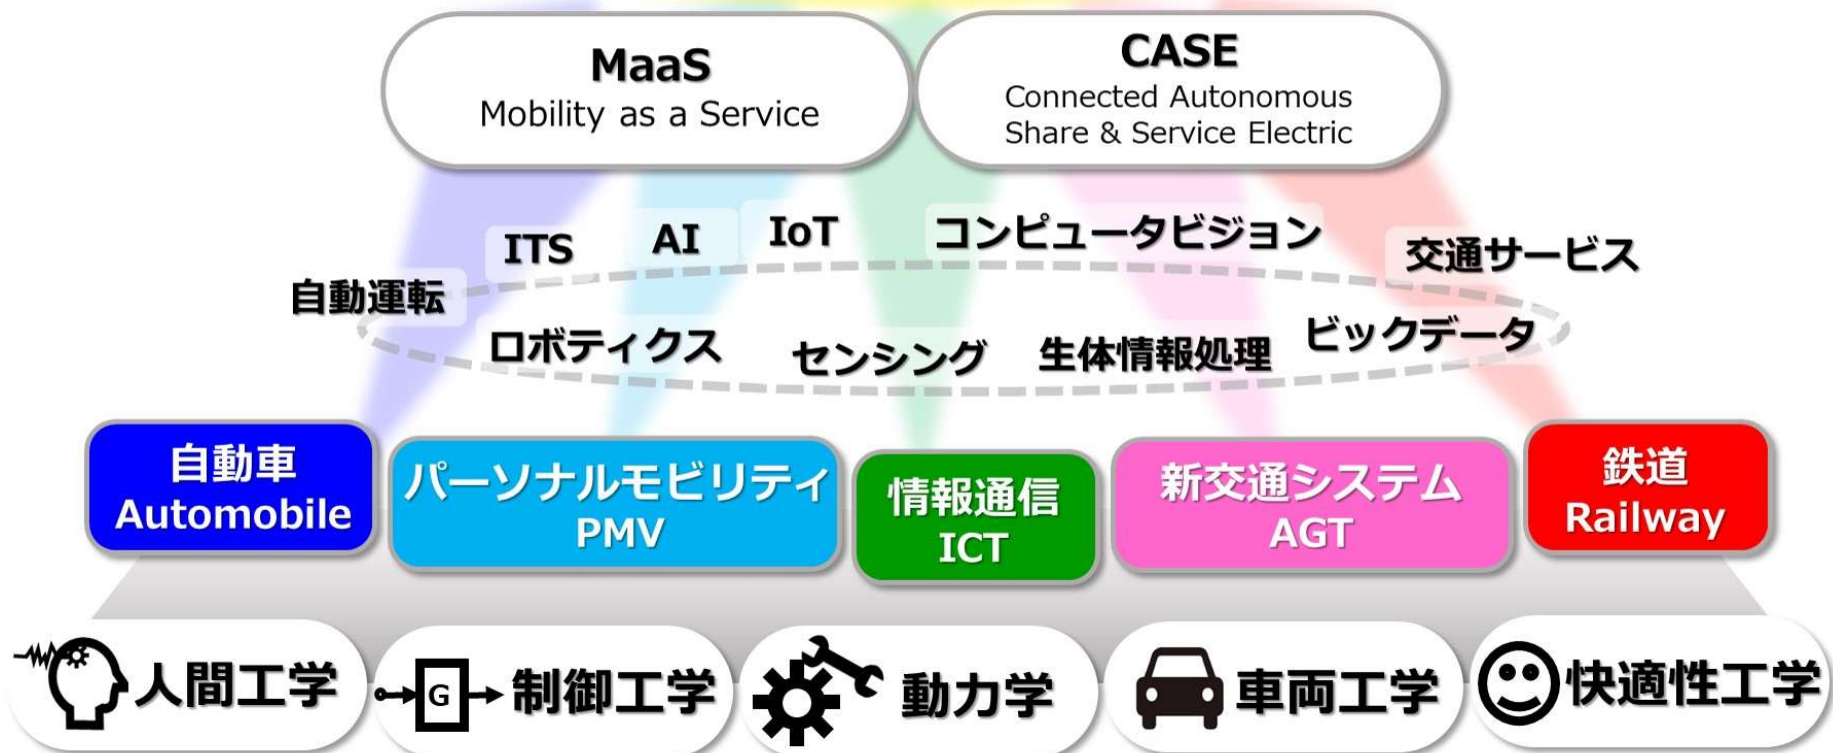 MaaS
Mobility as a Service
CASE
Connected Autonomous
Share & Service Electric
自動運転
ITS
AI
IoT
コンピュータビジョン
交通サービス
ロボティクス
センシング
生体情報処理
ビックデータ
自動車
Automobile
パーソナルモビリティ
PMV
情報通信
ICT
新交通システム
AGT
鉄道
Railway
人間工学
G
制御工学
動力学
車両工学
快適性工学